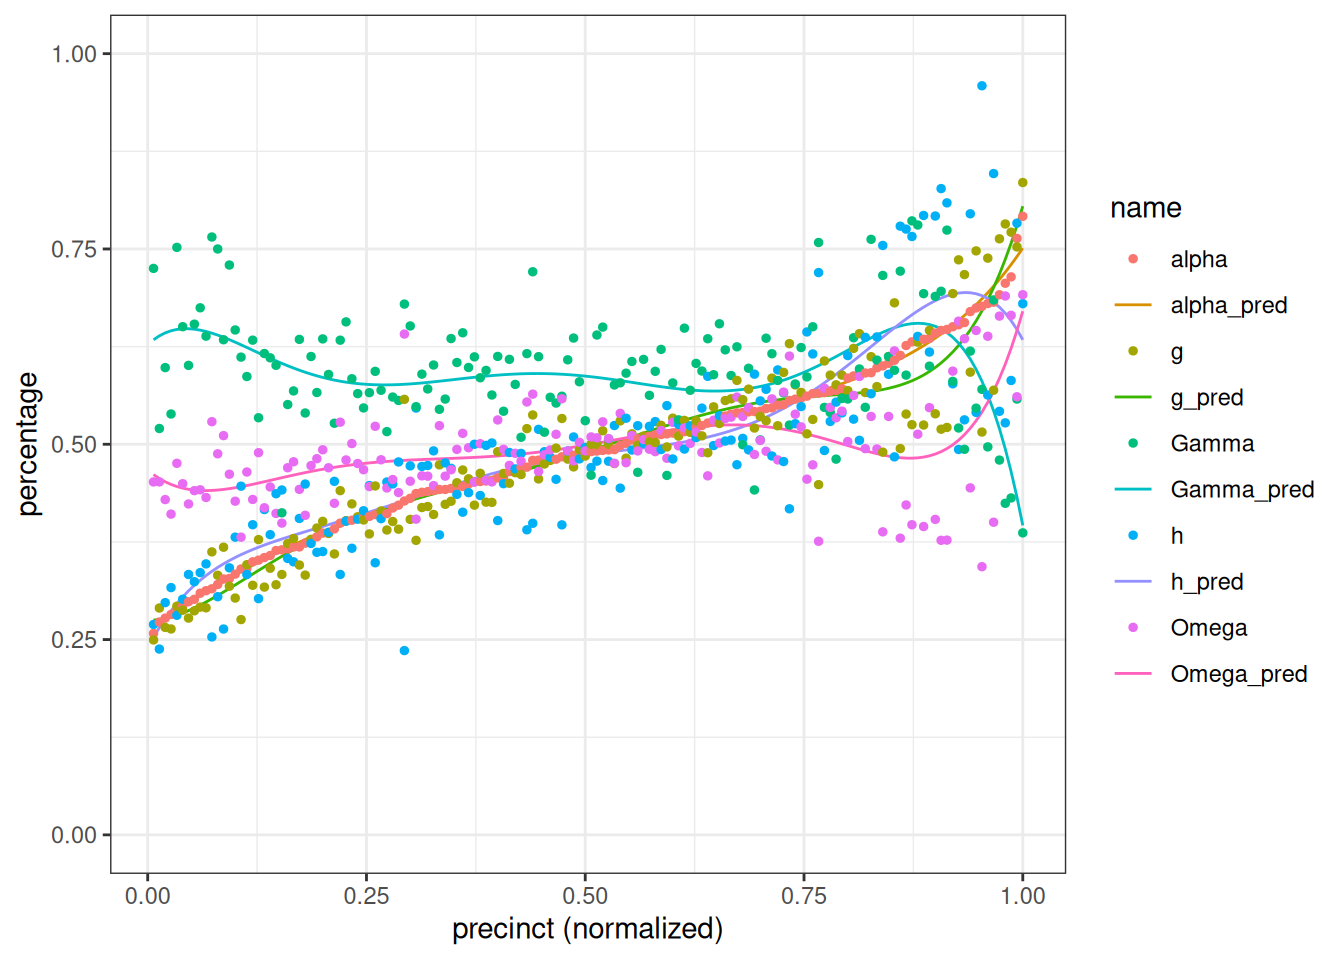 1.00
0.75
0.50
0.25
0.00
percentage
0.00
0.25
0.50
0.75
1.00
precinct (normalized)
name
alpha
alpha_pred
g
g_pred
Gamma
Gamma_pred
h
h_pred
Omega
Omega_pred